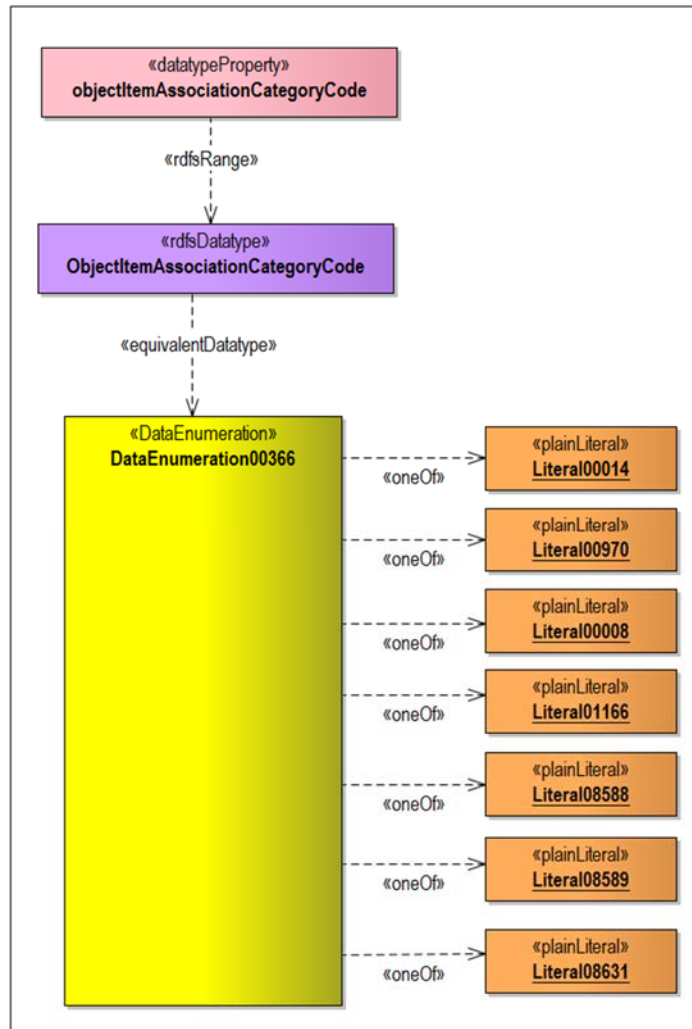 «datatypeProperty»
objectItemAssociationCategoryCode
«rdfsRange»
«rdfsDatatype»
ObjectItemAssociationCategoryCode
«equivalentDatatype»
«DataEnumeration»
DataEnumeration00366
«plainLiteral»
Literal00014
«oneOf»
«plainLiteral»
Literal00970
«oneOf»
«plainLiteral»
Literal00008
«oneOf»
«plainLiteral»
Literal01166
«oneOf»
«plainLiteral»
Literal08588
«oneOf»
«plainLiteral»
Literal08589
«oneOf»
«plainLiteral»
Literal08631
«oneOf»